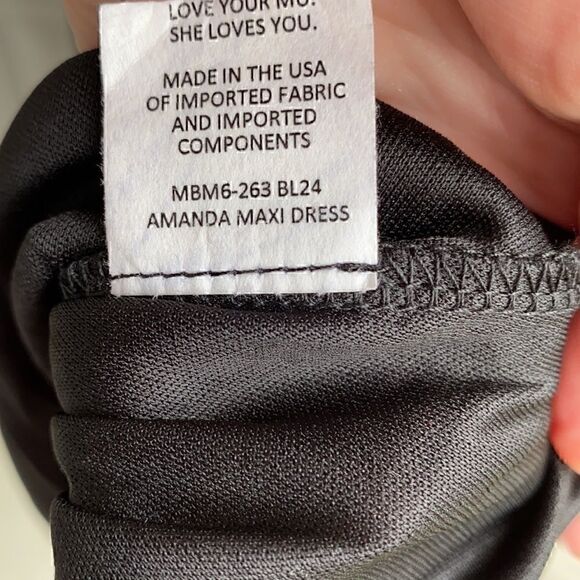 LOVE YOUR MU.
SHE LOVES YOU.
MADE IN THE USA
OF IMPORTED FABRIC
AND IMPORTED
COMPONENTS
MBM6-263 BL24
AMANDA MAXI DRESS